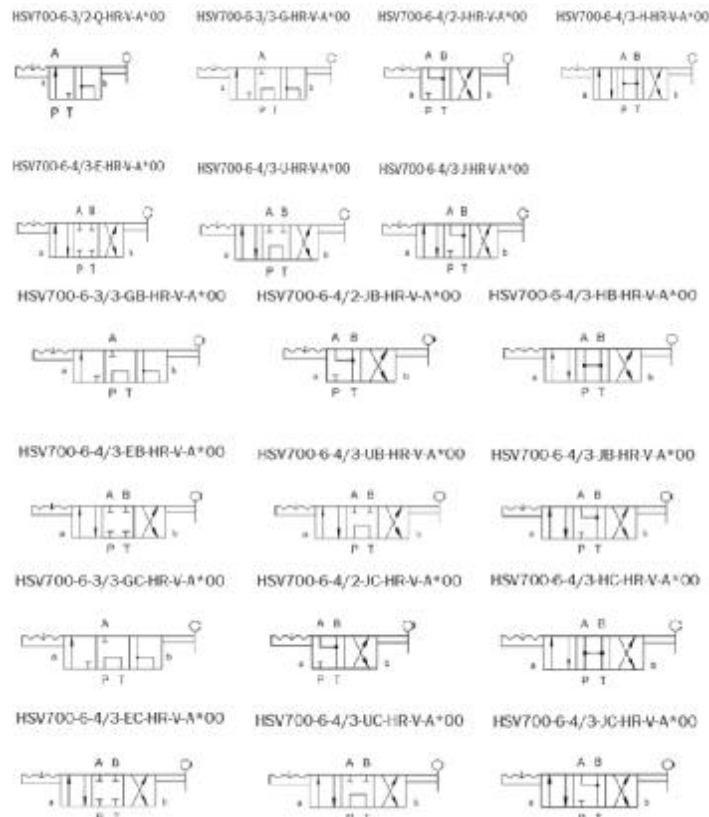 HSV700-6-3/2-Q-HR-V-A*00 HSV700-6-3/3-G-HR-V-A*00 HSV700-6-4/2-J-HR-V-A*00 HSV700-6-4/3-H-HR-V-A*00
A A A B A B
a b a b a b a b
P T P T P T P T
HSV700-6-4/3-E-HR-V-A*00 HSV700-6-4/3-U-HR-V-A*00 HSV700-6-4/3-J-HR-V-A*00
A B A B A B
a b a b a b
P T P T P T
HSV700-6-3/3-GB-HR-V-A*00 HSV700-6-4/2-JB-HR-V-A*00 HSV700-6-4/3-HB-HR-V-A*00
A A B A B
a b a b a b
P T P T P T
HSV700-6-4/3-EB-HR-V-A*00 HSV700-6-4/3-UB-HR-V-A*00 HSV700-6-4/3-JB-HR-V-A*00
A B A B A B
a b a b a b
P T P T P T
HSV700-6-3/3-GC-HR-V-A*00 HSV700-6-4/2-JC-HR-V-A*00 HSV700-6-4/3-HC-HR-V-A*00
A A B A B
a b a b a b
P T P T P T
HSV700-6-4/3-EC-HR-V-A*00 HSV700-6-4/3-UC-HR-V-A*00 HSV700-6-4/3-JC-HR-V-A*00
A B A B A B
a b a b a b
P T P T P T